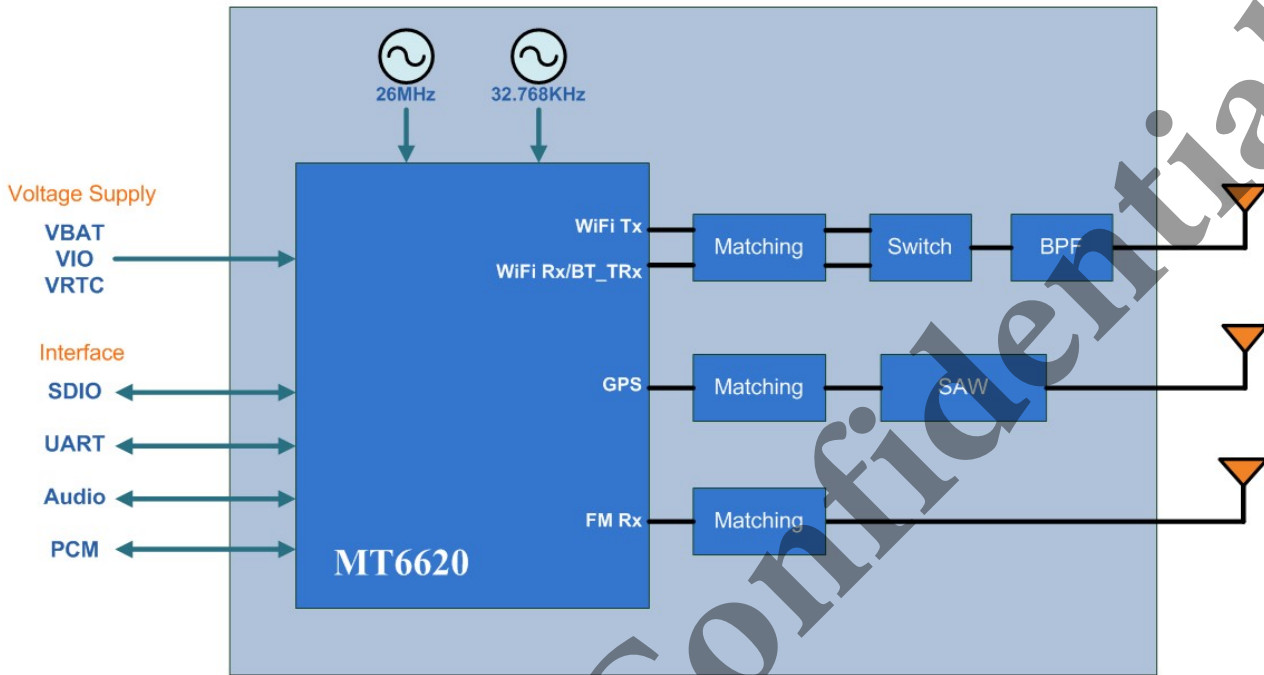 26MHz
32.768KHz
Voltage Supply
VBAT
VIO
VRTC
Interface
SDIO
UART
Audio
PCM
WiFi Tx
WiFi Rx/BT_TRx
Matching
Switch
BPF
GPS
Matching
SAW
FM Rx
Matching
MT6620
Confidential